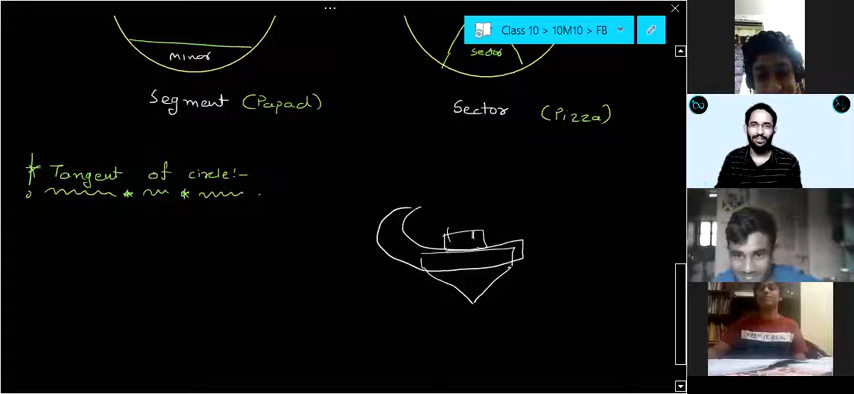 Class 10 > 10M10 > FB
Minor
Sector
Segment (Papad)
Sector (Pizza)
* Tangent of circle:-